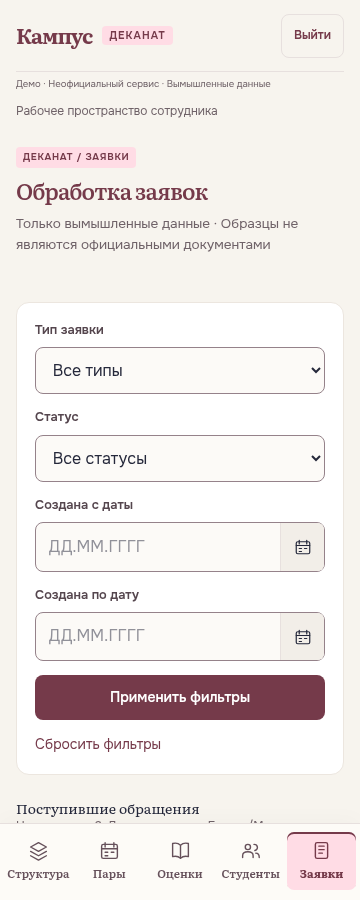 Кампус ДЕКАНАТ Выйти
Демо · Неофициальный сервис · Вымышленные данные
Рабочее пространство сотрудника
ДЕКАНАТ / ЗАЯВКИ
Обработка заявок
Только вымышленные данные · Образцы не
являются официальными документами
Тип заявки
Все типы
Статус
Все статусы
Создана с даты
ДД.ММ.ГГГГ
Создана по дату
ДД.ММ.ГГГГ
Применить фильтры
Сбросить фильтры
Поступившие обращения
Структура Пары Оценки Студенты Заявки